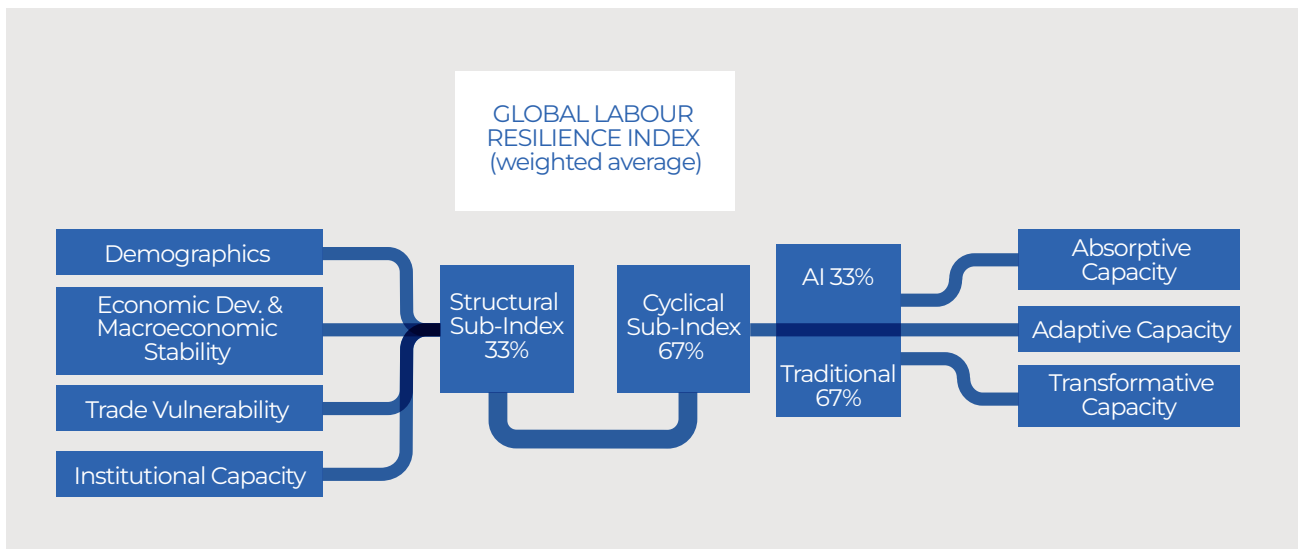 GLOBAL LABOUR
RESILIENCE INDEX
(weighted average)
Demographics
Economic Dev. &
Macroeconomic
Stability
Trade Vulnerability
Institutional Capacity
Structural
Sub-Index
33%
Cyclical
Sub-Index
67%
AI 33%
Traditional
67%
Absorptive
Capacity
Adaptive Capacity
Transformative
Capacity